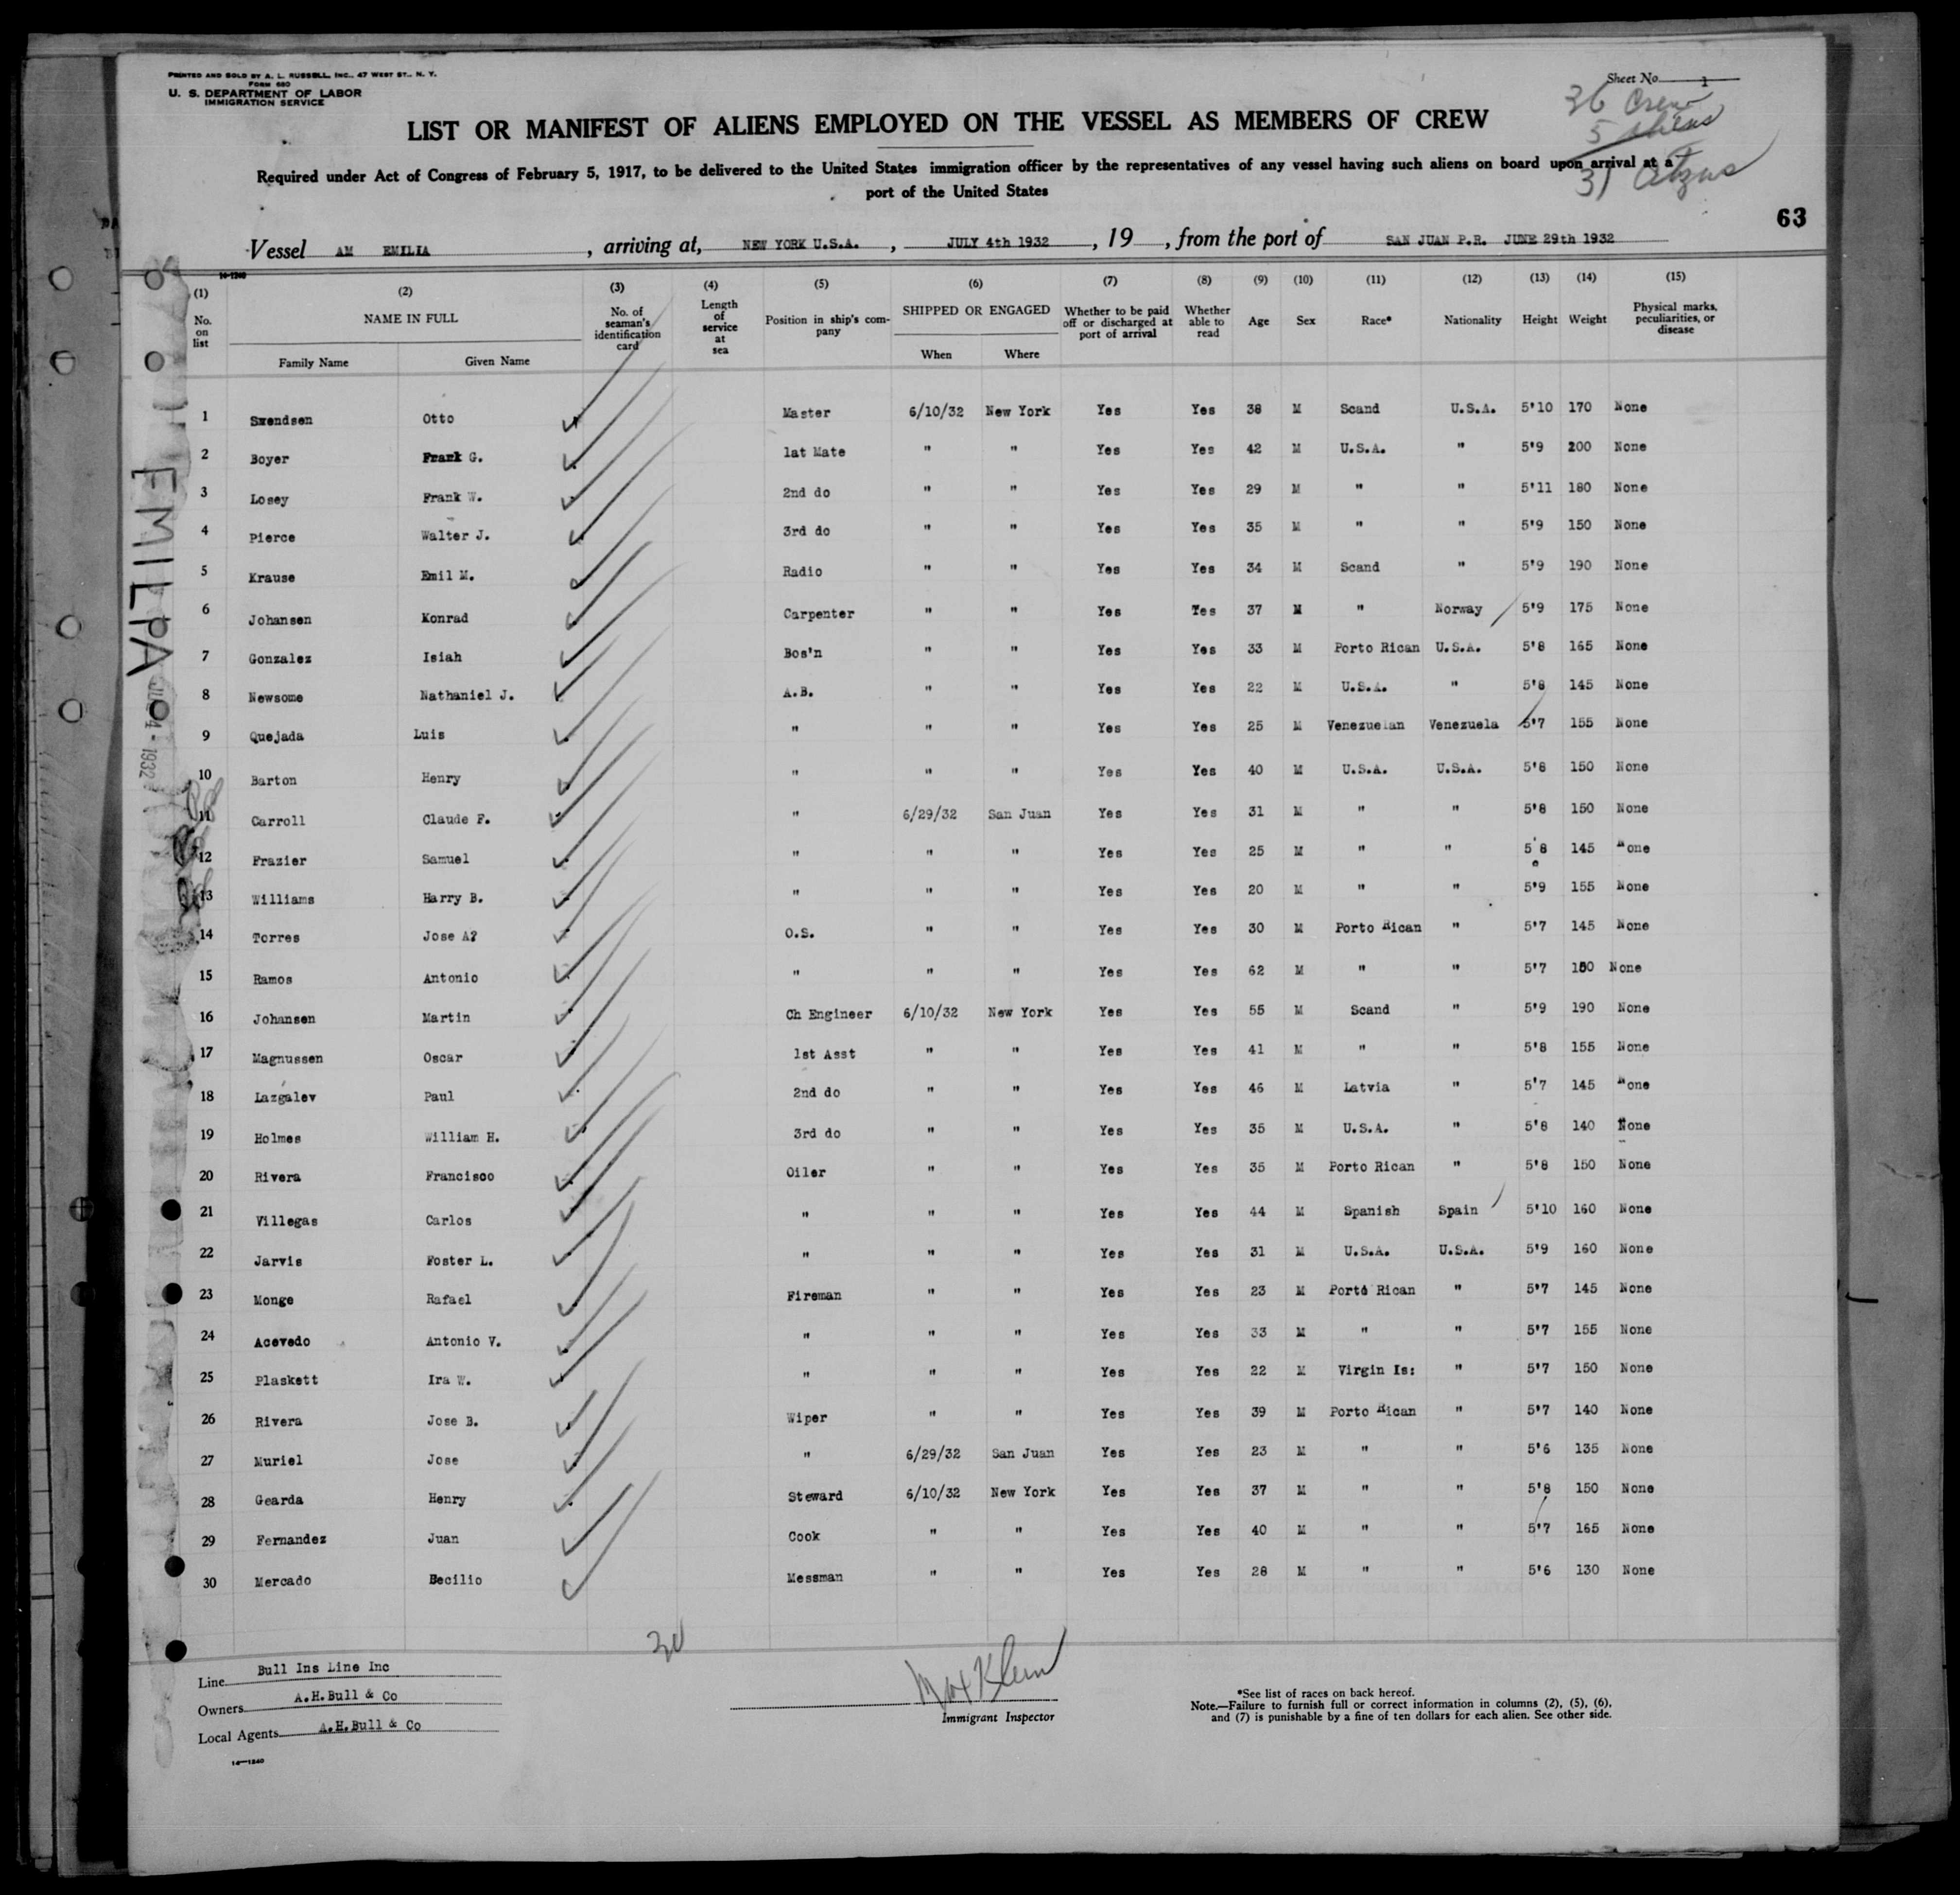 PRINTED AND SOLD BY A. L. RUSSELL, INC., 47 WEST ST., N. Y.
FORM 680
U. S. DEPARTMENT OF LABOR
IMMIGRATION SERVICE
Sheet No. 1
36 Crew
5 Aliens
31 Ctzns
LIST OR MANIFEST OF ALIENS EMPLOYED ON THE VESSEL AS MEMBERS OF CREW
Required under Act of Congress of February 5, 1917, to be delivered to the United States immigration officer by the representatives of any vessel having such aliens on board upon arrival at a
port of the United States
63
Vessel AM EMILIA , arriving at, NEW YORK U.S.A. , JULY 4th 1932 , 19 , from the port of SAN JUAN P.R. JUNE 29th 1932
14-1240
(1) (2) (3) (4) (5) (6) (7) (8) (9) (10) (11) (12) (13) (14) (15)
No. on list NAME IN FULL Family Name Given Name No. of seaman's identification card Length of service at sea Position in ship's company SHIPPED OR ENGAGED When Where Whether to be paid off or discharged at port of arrival Whether able to read Age Sex Race* Nationality Height Weight Physical marks, peculiarities, or disease
1 Swendsen Otto Master 6/10/32 New York Yes Yes 38 M Scand U.S.A. 5'10 170 None
2 Boyer Frank G. 1at Mate " " Yes Yes 42 M U.S.A. " 5'9 200 None
3 Losey Frank W. 2nd do " " Yes Yes 29 M " " 5'11 180 None
4 Pierce Walter J. 3rd do " " Yes Yes 35 M " " 5'9 150 None
5 Krause Emil M. Radio " " Yes Yes 34 M Scand " 5'9 190 None
6 Johansen Konrad Carpenter " " Yes Yes 37 M " Norway 5'9 175 None
7 Gonzalez Isiah Bos'n " " Yes Yes 33 M Porto Rican U.S.A. 5'8 165 None
8 Newsome Nathaniel J. A.B. " " Yes Yes 22 M U.S.A. " 5'8 145 None
9 Quejada Luis " " " Yes Yes 25 M Venezuelan Venezuela 5'7 155 None
10 Barton Henry " " " Yes Yes 40 M U.S.A. U.S.A. 5'8 150 None
11 Carroll Claude F. " 6/29/32 San Juan Yes Yes 31 M " " 5'8 150 None
12 Frazier Samuel " " " Yes Yes 25 M " " 5'8 145 None
13 Williams Harry B. " " " Yes Yes 20 M " " 5'9 155 None
14 Torres Jose A? O.S. " " Yes Yes 30 M Porto Rican " 5'7 145 None
15 Ramos Antonio " " " Yes Yes 62 M " " 5'7 150 None
16 Johansen Martin Ch Engineer 6/10/32 New York Yes Yes 55 M Scand " 5'9 190 None
17 Magnussen Oscar 1st Asst " " Yes Yes 41 M " " 5'8 155 None
18 Lazgalev Paul 2nd do " " Yes Yes 46 M Latvia " 5'7 145 None
19 Holmes William H. 3rd do " " Yes Yes 35 M U.S.A. " 5'8 140 None
20 Rivera Francisco Oiler " " Yes Yes 35 M Porto Rican " 5'8 150 None
21 Villegas Carlos " " " Yes Yes 44 M Spanish Spain 5'10 160 None
22 Jarvis Foster L. " " " Yes Yes 31 M U.S.A. U.S.A. 5'9 160 None
23 Monge Rafael Fireman " " Yes Yes 23 M Porto Rican " 5'7 145 None
24 Acevedo Antonio V. " " " Yes Yes 33 M " " 5'7 155 None
25 Plaskett Ira W. " " " Yes Yes 22 M Virgin Is: " 5'7 150 None
26 Rivera Jose B. Wiper " " Yes Yes 39 M Porto Rican " 5'7 140 None
27 Muriel Jose " 6/29/32 San Juan Yes Yes 23 M " " 5'6 135 None
28 Gearda Henry Steward 6/10/32 New York Yes Yes 37 M " " 5'8 150 None
29 Fernandez Juan Cook " " Yes Yes 40 M " " 5'7 165 None
30 Mercado Becilio Messman " " Yes Yes 28 M " " 5'6 130 None
EMILIA
JUL 4 - 1932
30
Line Bull Ins Line Inc
Owners A.H.Bull & Co
Local Agents A.H.Bull & Co
14-1240
Max Klein
Immigrant Inspector
*See list of races on back hereof.
Note.—Failure to furnish full or correct information in columns (2), (5), (6),
and (7) is punishable by a fine of ten dollars for each alien. See other side.